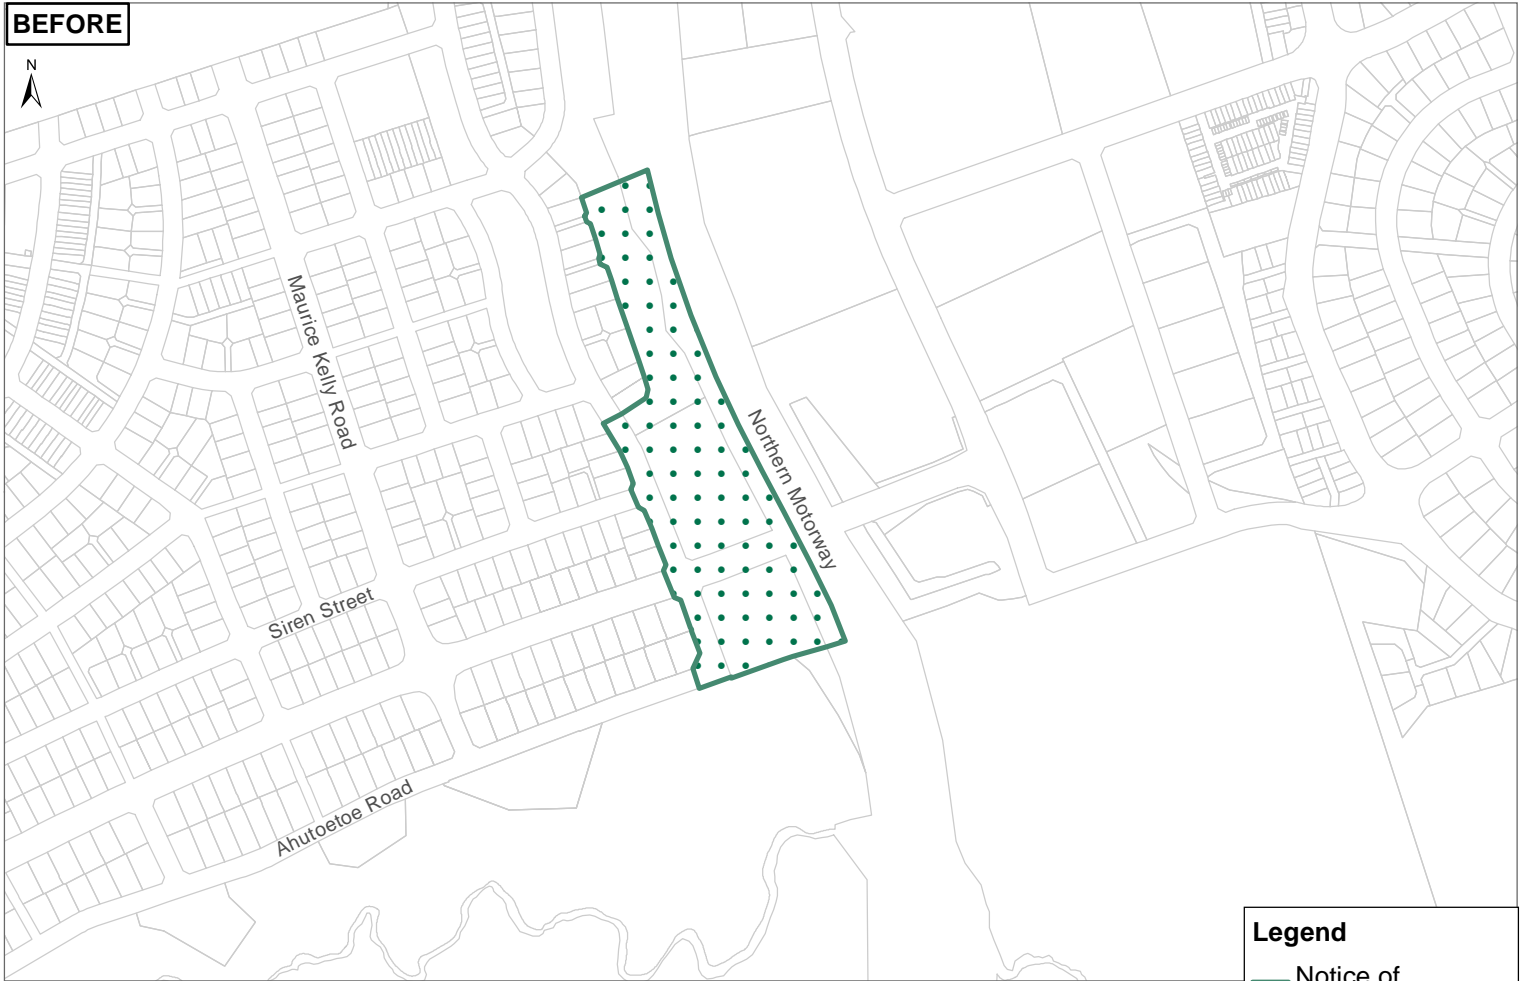 BEFORE
N
Maurice Kelly Road
Northern Motorway
Siren Street
Ahutoetoe Road
Legend
Notice of